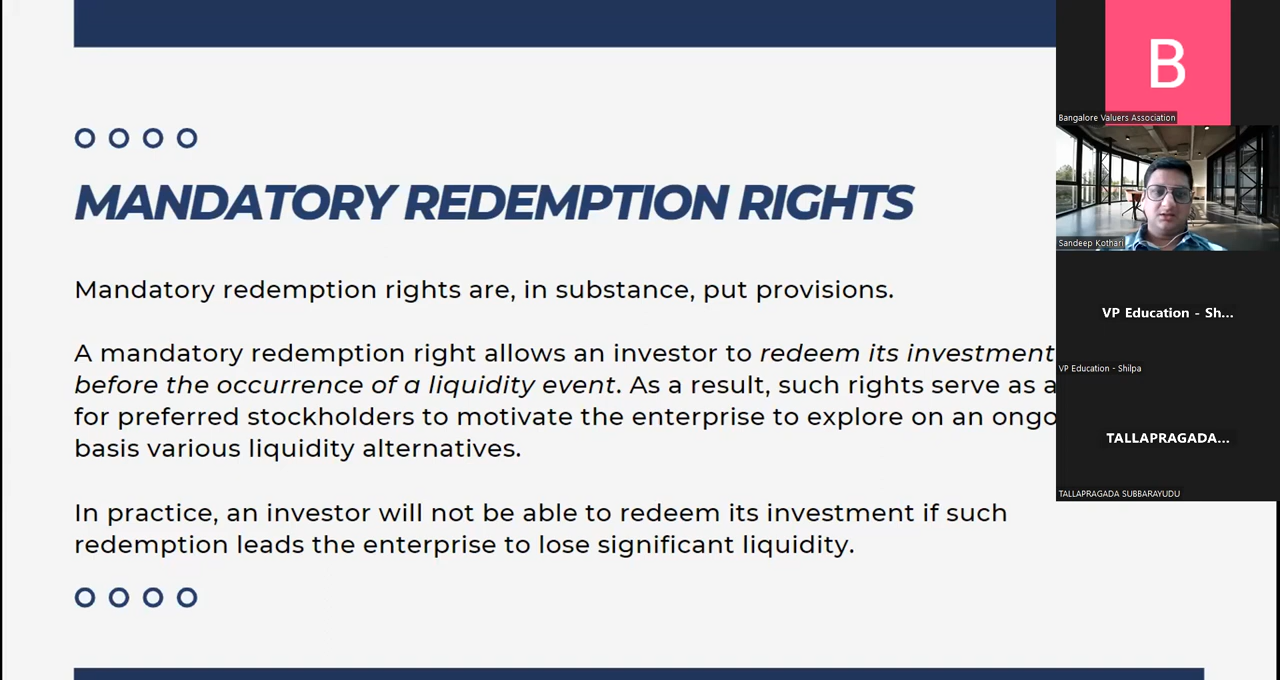 MANDATORY REDEMPTION RIGHTS
Mandatory redemption rights are, in substance, put provisions.
A mandatory redemption right allows an investor to redeem its investment
before the occurrence of a liquidity event. As a result, such rights serve as a
for preferred stockholders to motivate the enterprise to explore on an ongo
basis various liquidity alternatives.
In practice, an investor will not be able to redeem its investment if such
redemption leads the enterprise to lose significant liquidity.
B
Bangalore Valuers Association
Sandeep Kothari
VP Education - Sh...
VP Education - Shilpa
TALLAPRAGADA...
TALLAPRAGADA SUBBARAYUDU